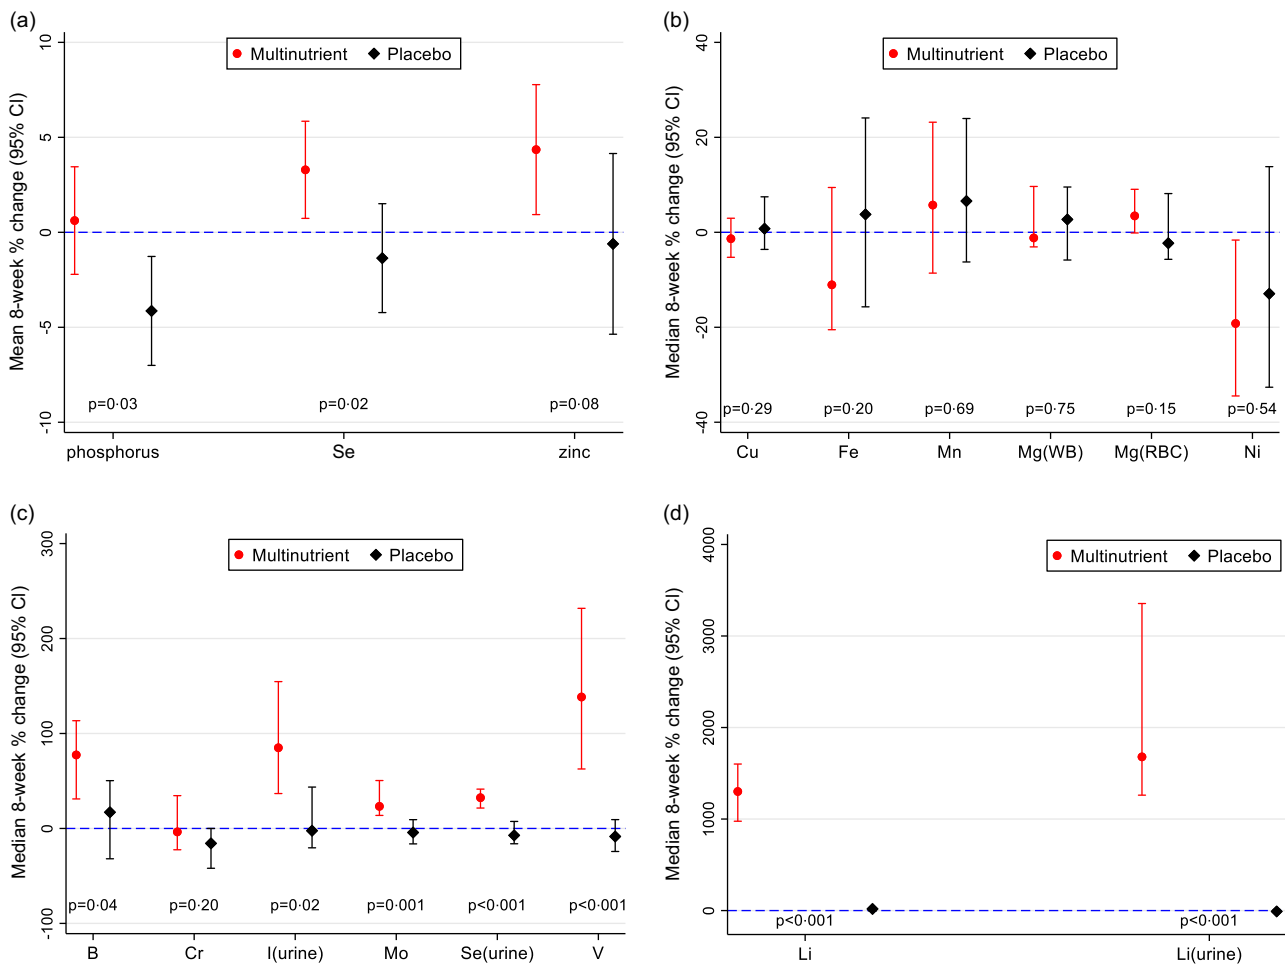 (a)
Mean 8-week % change (95% CI)
10
5
0
-5
-10
Multinutrient Placebo
p=0·03 p=0·02 p=0·08
phosphorus Se zinc
(b)
Median 8-week % change (95% CI)
40
20
0
-20
-40
Multinutrient Placebo
p=0·29 p=0·20 p=0·69 p=0·75 p=0·15 p=0·54
Cu Fe Mn Mg(WB) Mg(RBC) Ni
(c)
Median 8-week % change (95% CI)
300
200
100
0
-100
Multinutrient Placebo
p=0·04 p=0·20 p=0·02 p=0·001 p<0·001 p<0·001
B Cr I(urine) Mo Se(urine) V
(d)
Median 8-week % change (95% CI)
4000
3000
2000
1000
0
Multinutrient Placebo
p<0·001 p<0·001
Li Li(urine)